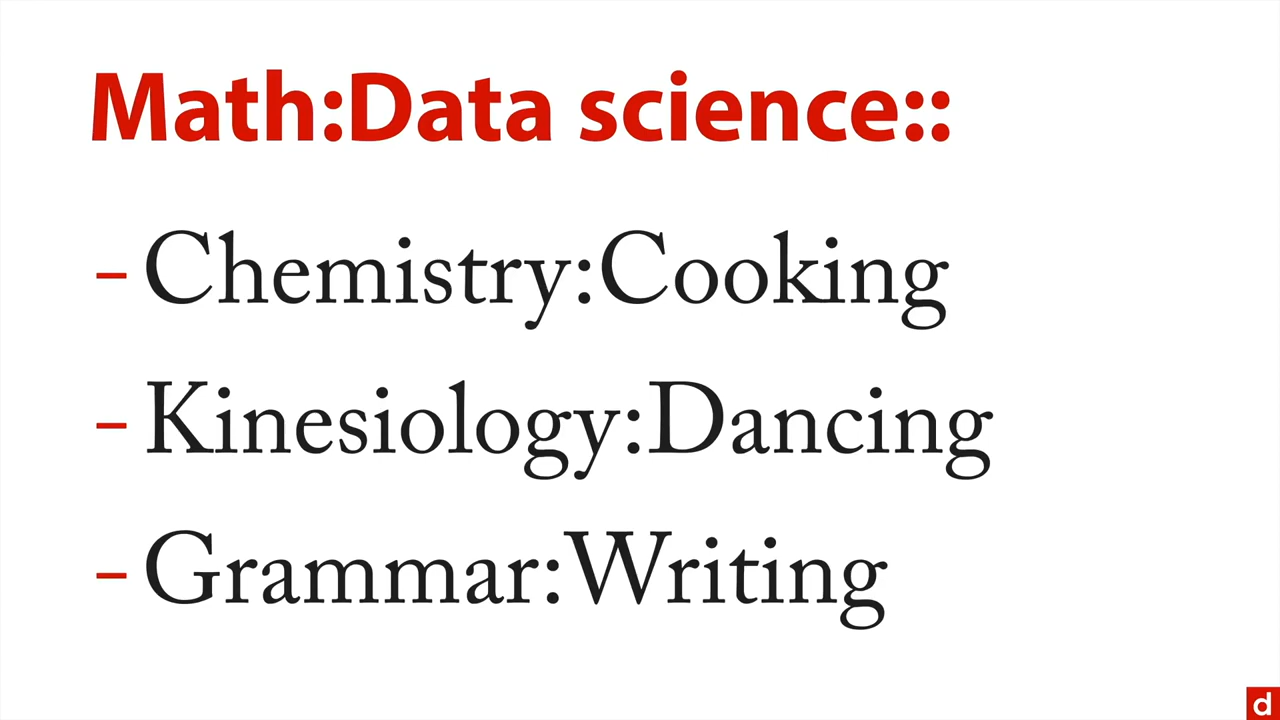 Math:Data science::
- Chemistry:Cooking
- Kinesiology:Dancing
- Grammar:Writing
d